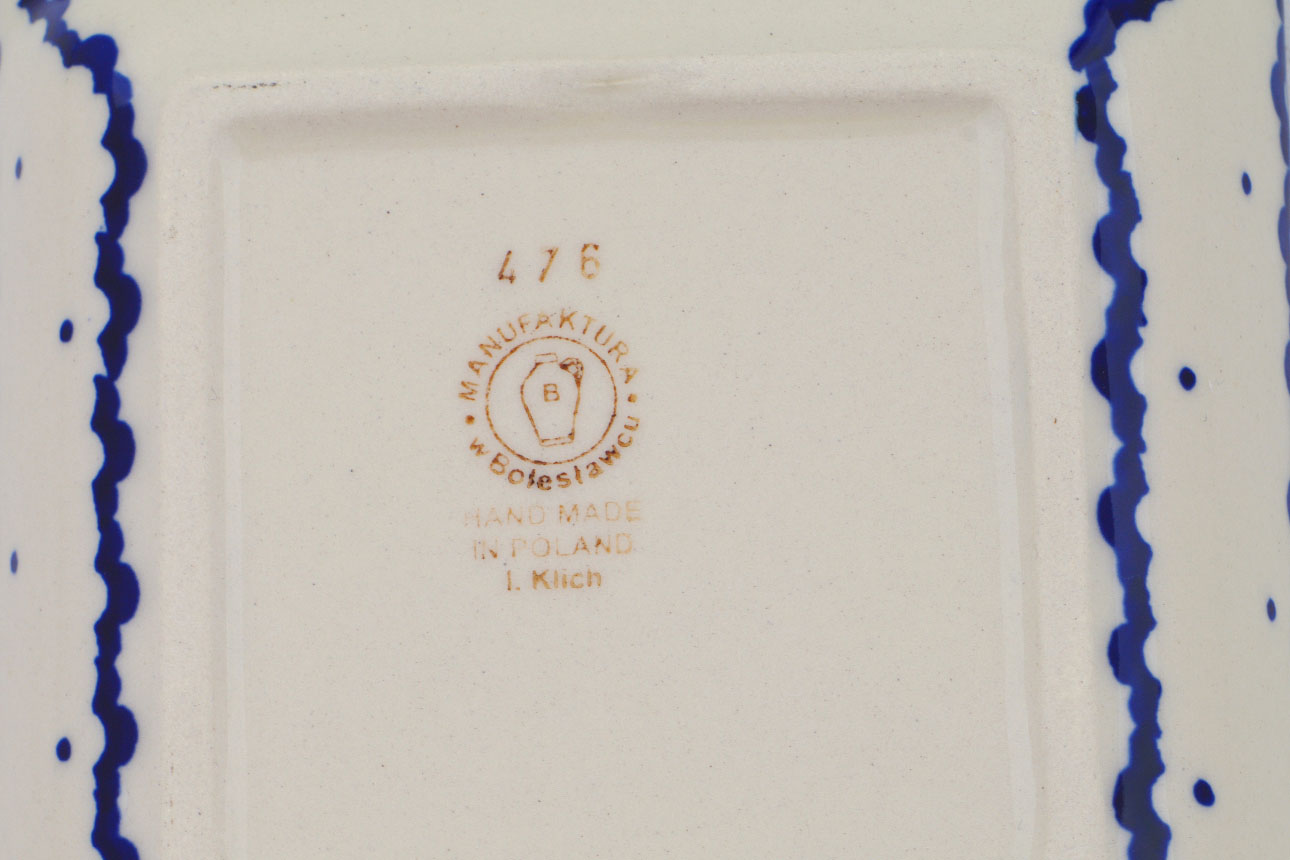 476
• MANUFAKTURA •
B
w Bolesławcu
HAND MADE
IN POLAND
I. Klich